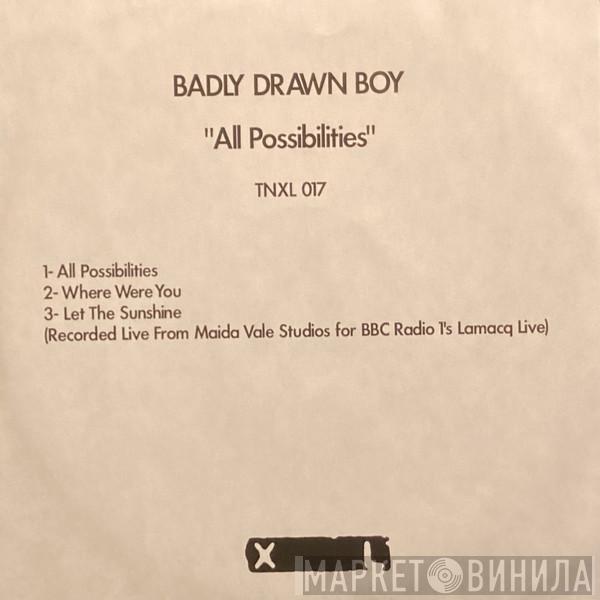 BADLY DRAWN BOY
"All Possibilities"
TNXL 017
1- All Possibilities
2- Where Were You
3- Let The Sunshine
(Recorded Live From Maida Vale Studios for BBC Radio 1's Lamacq Live)
X L
МАРКЕТ ВИНИЛА